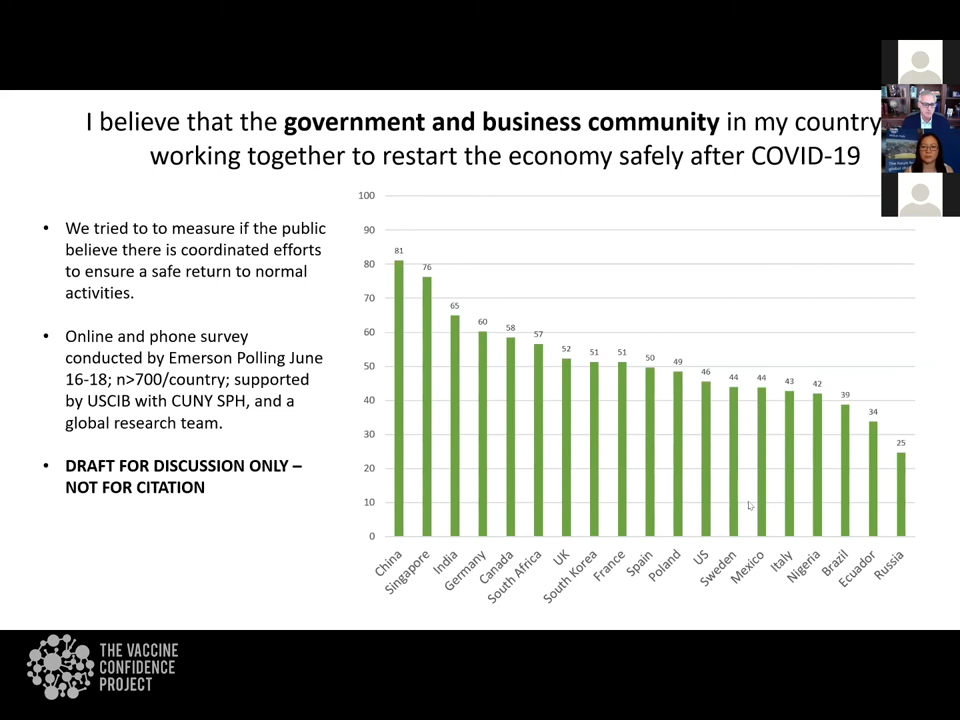 I believe that the government and business community in my country
working together to restart the economy safely after COVID-19
• We tried to to measure if the public
believe there is coordinated efforts
to ensure a safe return to normal
activities.
• Online and phone survey
conducted by Emerson Polling June
16-18; n>700/country; supported
by USCIB with CUNY SPH, and a
global research team.
• DRAFT FOR DISCUSSION ONLY –
NOT FOR CITATION
100
90
80
70
60
50
40
30
20
10
0
81
76
65
60
58
57
52
51
51
50
49
46
44
44
43
42
39
34
25
China
Singapore
India
Germany
Canada
South Africa
UK
South Korea
France
Spain
Poland
US
Sweden
Mexico
Italy
Nigeria
Brazil
Ecuador
Russia
THE VACCINE
CONFIDENCE
PROJECT